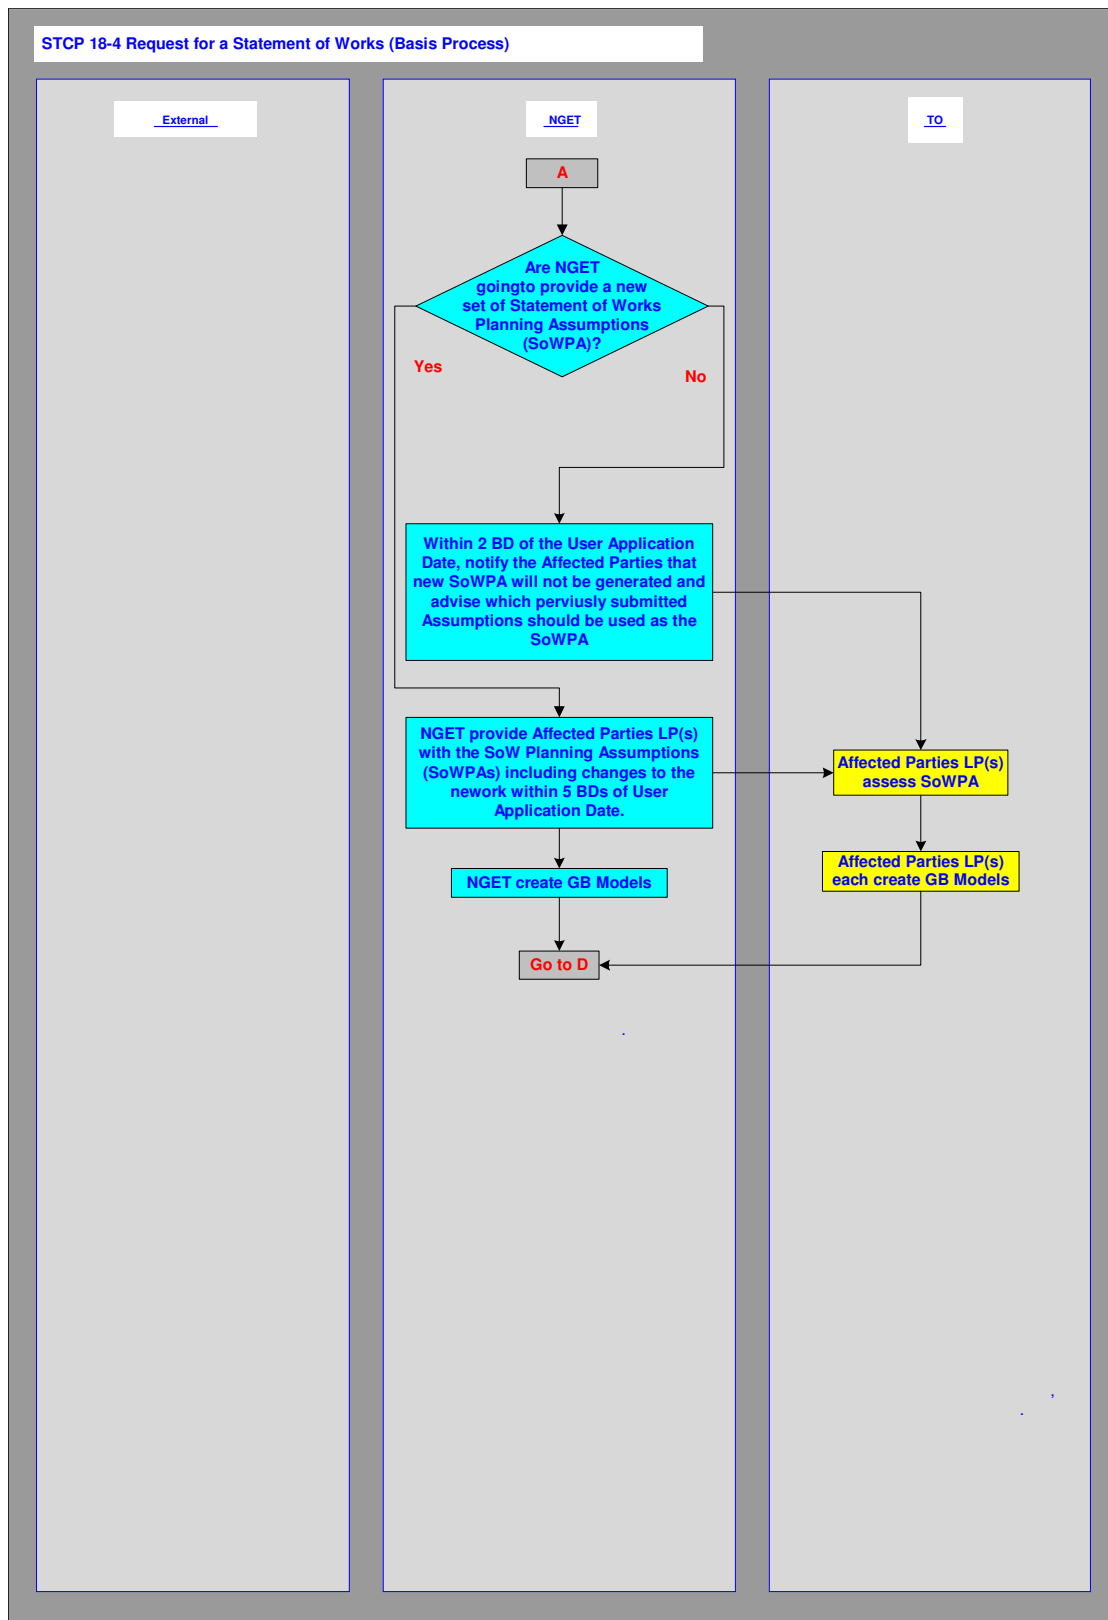 STCP 18-4 Request for a Statement of Works (Basis Process)
External
NGET
TO
A
Are NGET
goingto provide a new
set of Statement of Works
Planning Assumptions
(SoWPA)?
Yes
No
Within 2 BD of the User Application
Date, notify the Affected Parties that
new SoWPA will not be generated and
advise which perviusly submitted
Assumptions should be used as the
SoWPA
NGET provide Affected Parties LP(s)
with the SoW Planning Assumptions
(SoWPAs) including changes to the
nework within 5 BDs of User
Application Date.
Affected Parties LP(s)
assess SoWPA
NGET create GB Models
Affected Parties LP(s)
each create GB Models
Go to D
.
,
.